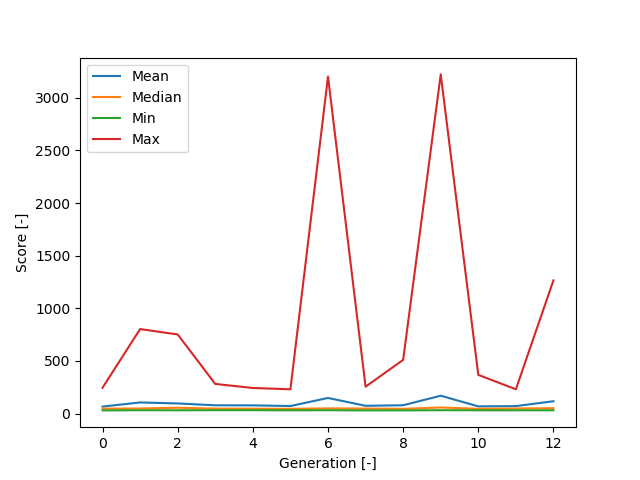 Mean
Median
Min
Max
3000
2500
2000
1500
1000
500
0
Score [-]
0 2 4 6 8 10 12
Generation [-]